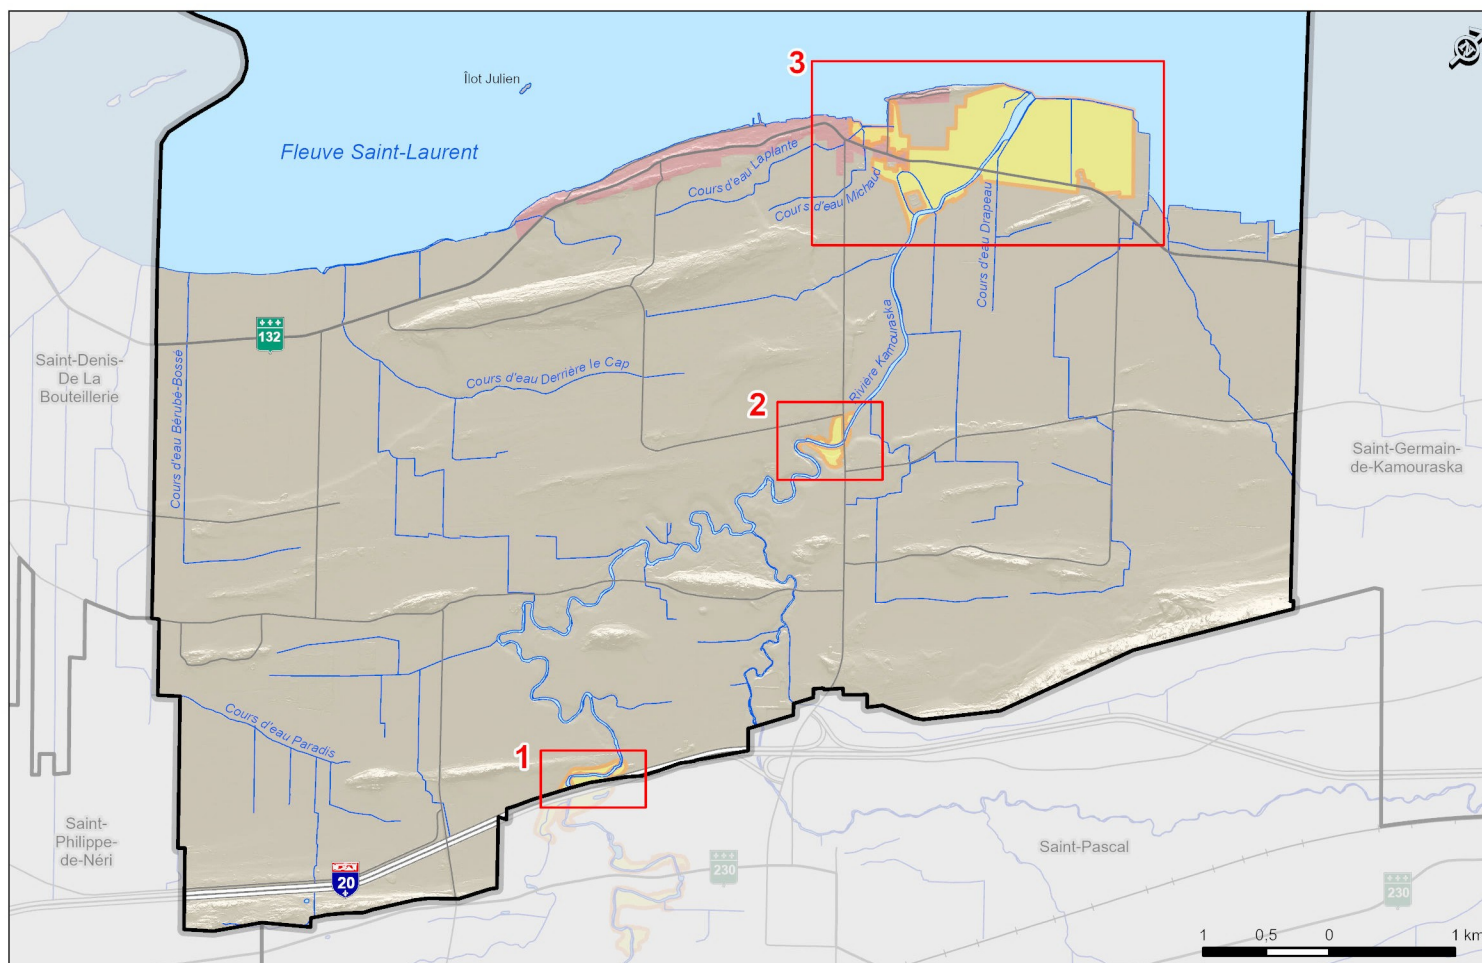 3
Îlot Julien
Fleuve Saint-Laurent
Cours d'eau Laplante
Cours d'eau Michaud
Cours d'eau Drapeau
132
Rivière Kamouraska
Saint-Denis-
De La
Bouteillerie
Cours d'eau Derrière le Cap
2
Cours d'eau Bérubé-Bossé
Saint-Germain-
de-Kamouraska
Cours d'eau Paradis
1
Saint-
Philippe-
de-Néri
Saint-Pascal
20
230
230
1 0,5 0 1 km